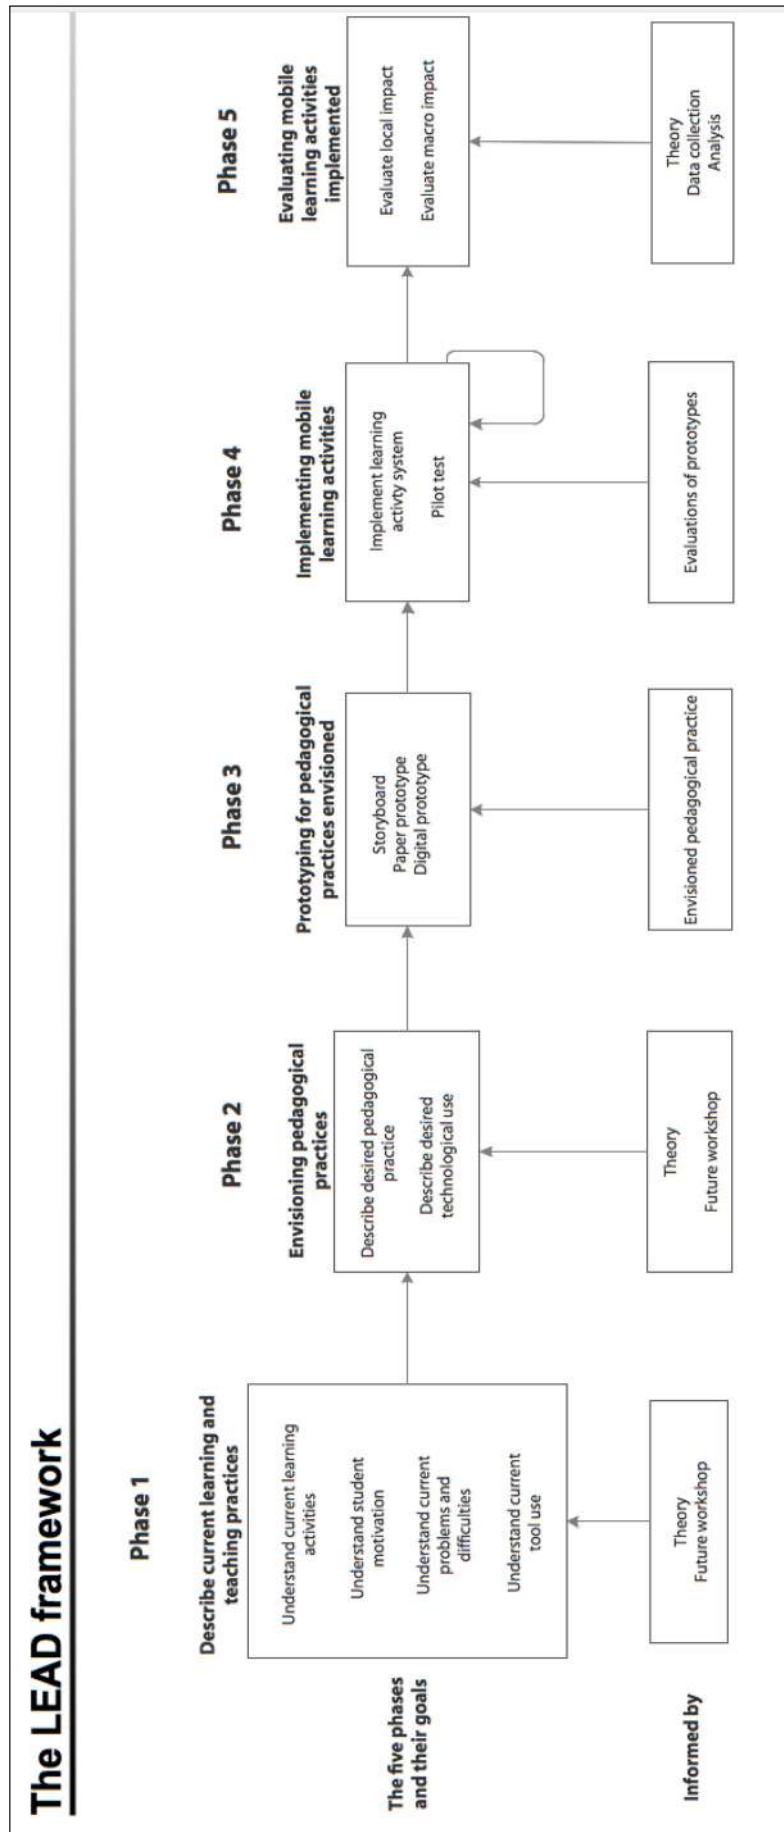 The LEAD framework
Phase 1
Describe current learning and
teaching practices
Understand current learning
activities
Understand student
motivation
Understand current
problems and
difficulties
Understand current
tool use
Theory
Future workshop
Phase 2
Envisioning pedagogical
practices
Describe desired pedagogical
practice
Describe desired
technological use
Theory
Future workshop
Phase 3
Prototyping for pedagogical
practices envisioned
Storyboard
Paper prototype
Digital prototype
Envisioned pedagogical practice
Phase 4
Implementing mobile
learning activities
Implement learning
activty system
Pilot test
Evaluations of prototypes
Phase 5
Evaluating mobile
learning activities
implemented
Evaluate local impact
Evaluate macro impact
Theory
Data collection
Analysis
The five phases
and their goals
Informed by